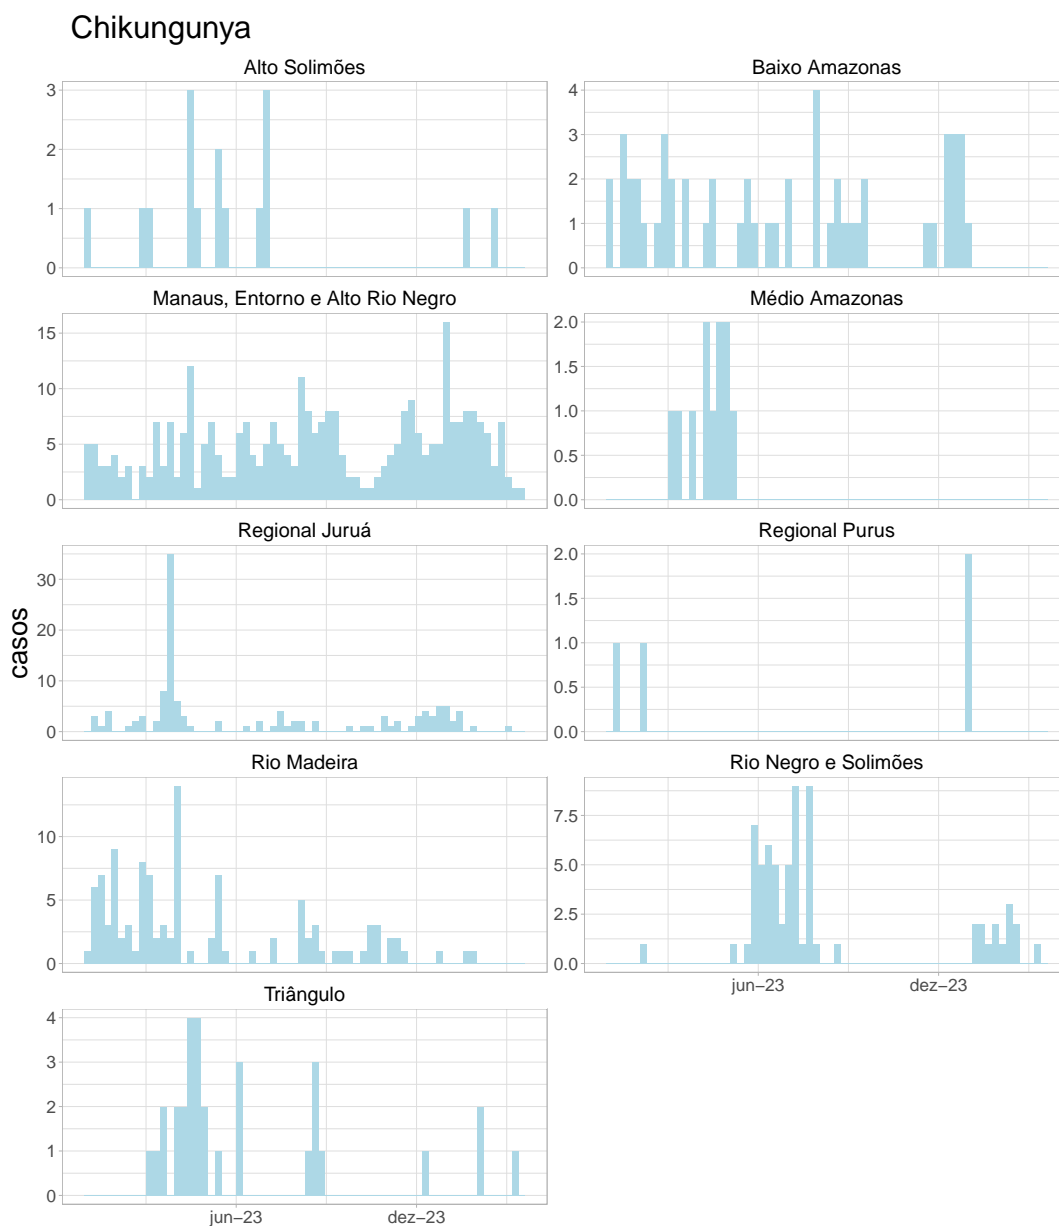 Chikungunya
Alto Solimões
Baixo Amazonas
3
2
1
0
4
3
2
1
0
Manaus, Entorno e Alto Rio Negro
Médio Amazonas
15
10
5
0
2.0
1.5
1.0
0.5
0.0
Regional Juruá
Regional Purus
30
20
10
0
2.0
1.5
1.0
0.5
0.0
casos
Rio Madeira
Rio Negro e Solimões
10
5
0
7.5
5.0
2.5
0.0
jun–23
dez–23
Triângulo
4
3
2
1
0
jun–23
dez–23